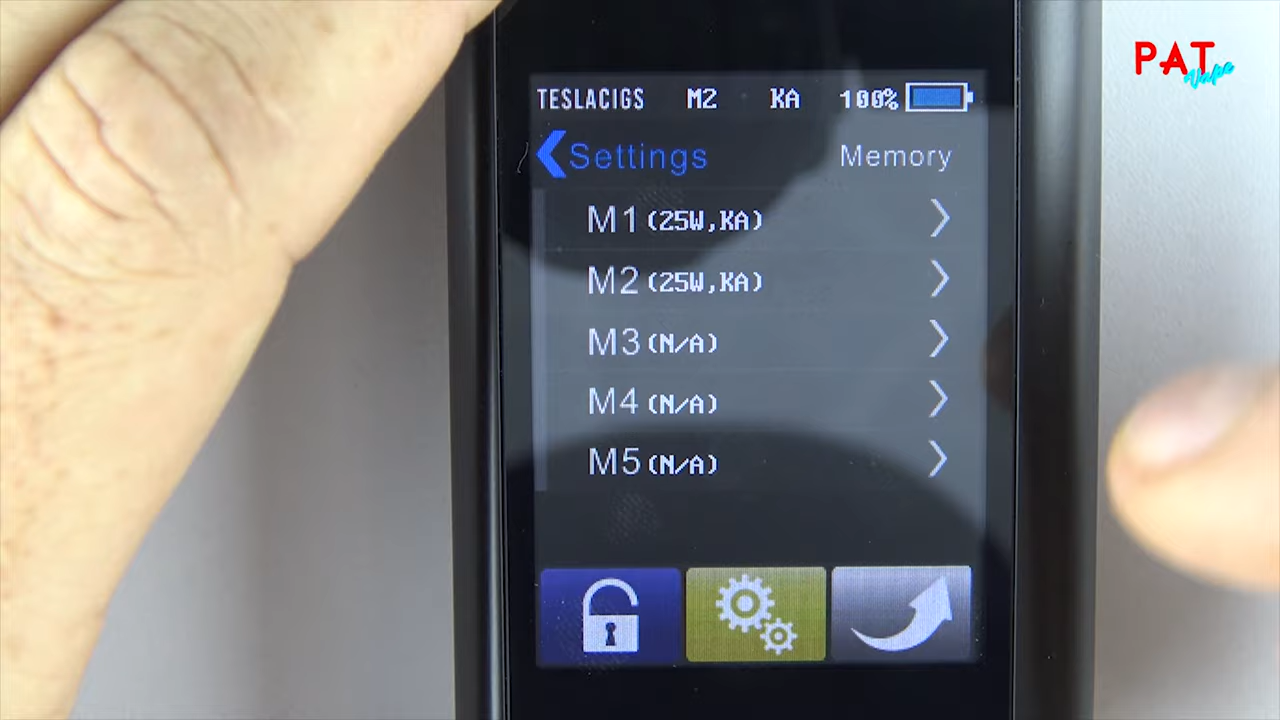 PAT
Vape
TESLACIGS M2 KA 100%
Settings Memory
M1 (25W,KA)
M2 (25W,KA)
M3 (N/A)
M4 (N/A)
M5 (N/A)